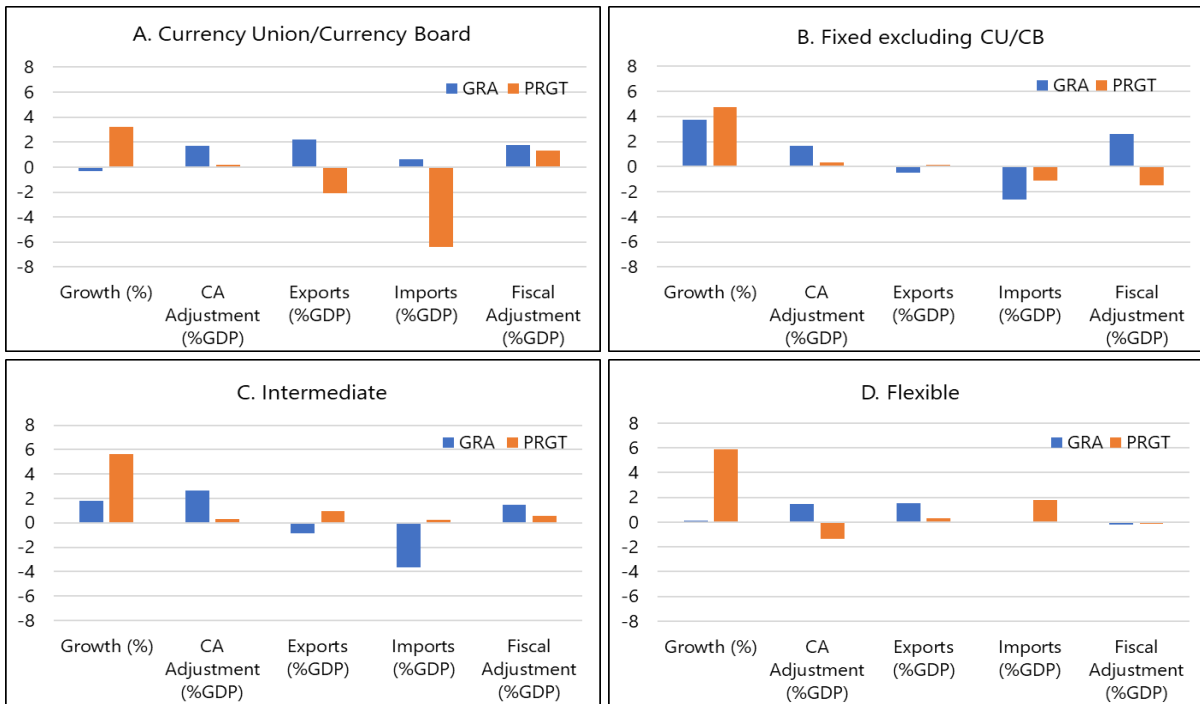 A. Currency Union/Currency Board
8
6
4
2
0
-2
-4
-6
-8
GRA PRGT
Growth (%)
CA Adjustment (%GDP)
Exports (%GDP)
Imports (%GDP)
Fiscal Adjustment (%GDP)
B. Fixed excluding CU/CB
8
6
4
2
0
-2
-4
-6
-8
GRA PRGT
Growth (%)
CA Adjustment (%GDP)
Exports (%GDP)
Imports (%GDP)
Fiscal Adjustment (%GDP)
C. Intermediate
8
6
4
2
0
-2
-4
-6
-8
GRA PRGT
Growth (%)
CA Adjustment (%GDP)
Exports (%GDP)
Imports (%GDP)
Fiscal Adjustment (%GDP)
D. Flexible
8
6
4
2
0
-2
-4
-6
-8
GRA PRGT
Growth (%)
CA Adjustment (%GDP)
Exports (%GDP)
Imports (%GDP)
Fiscal Adjustment (%GDP)